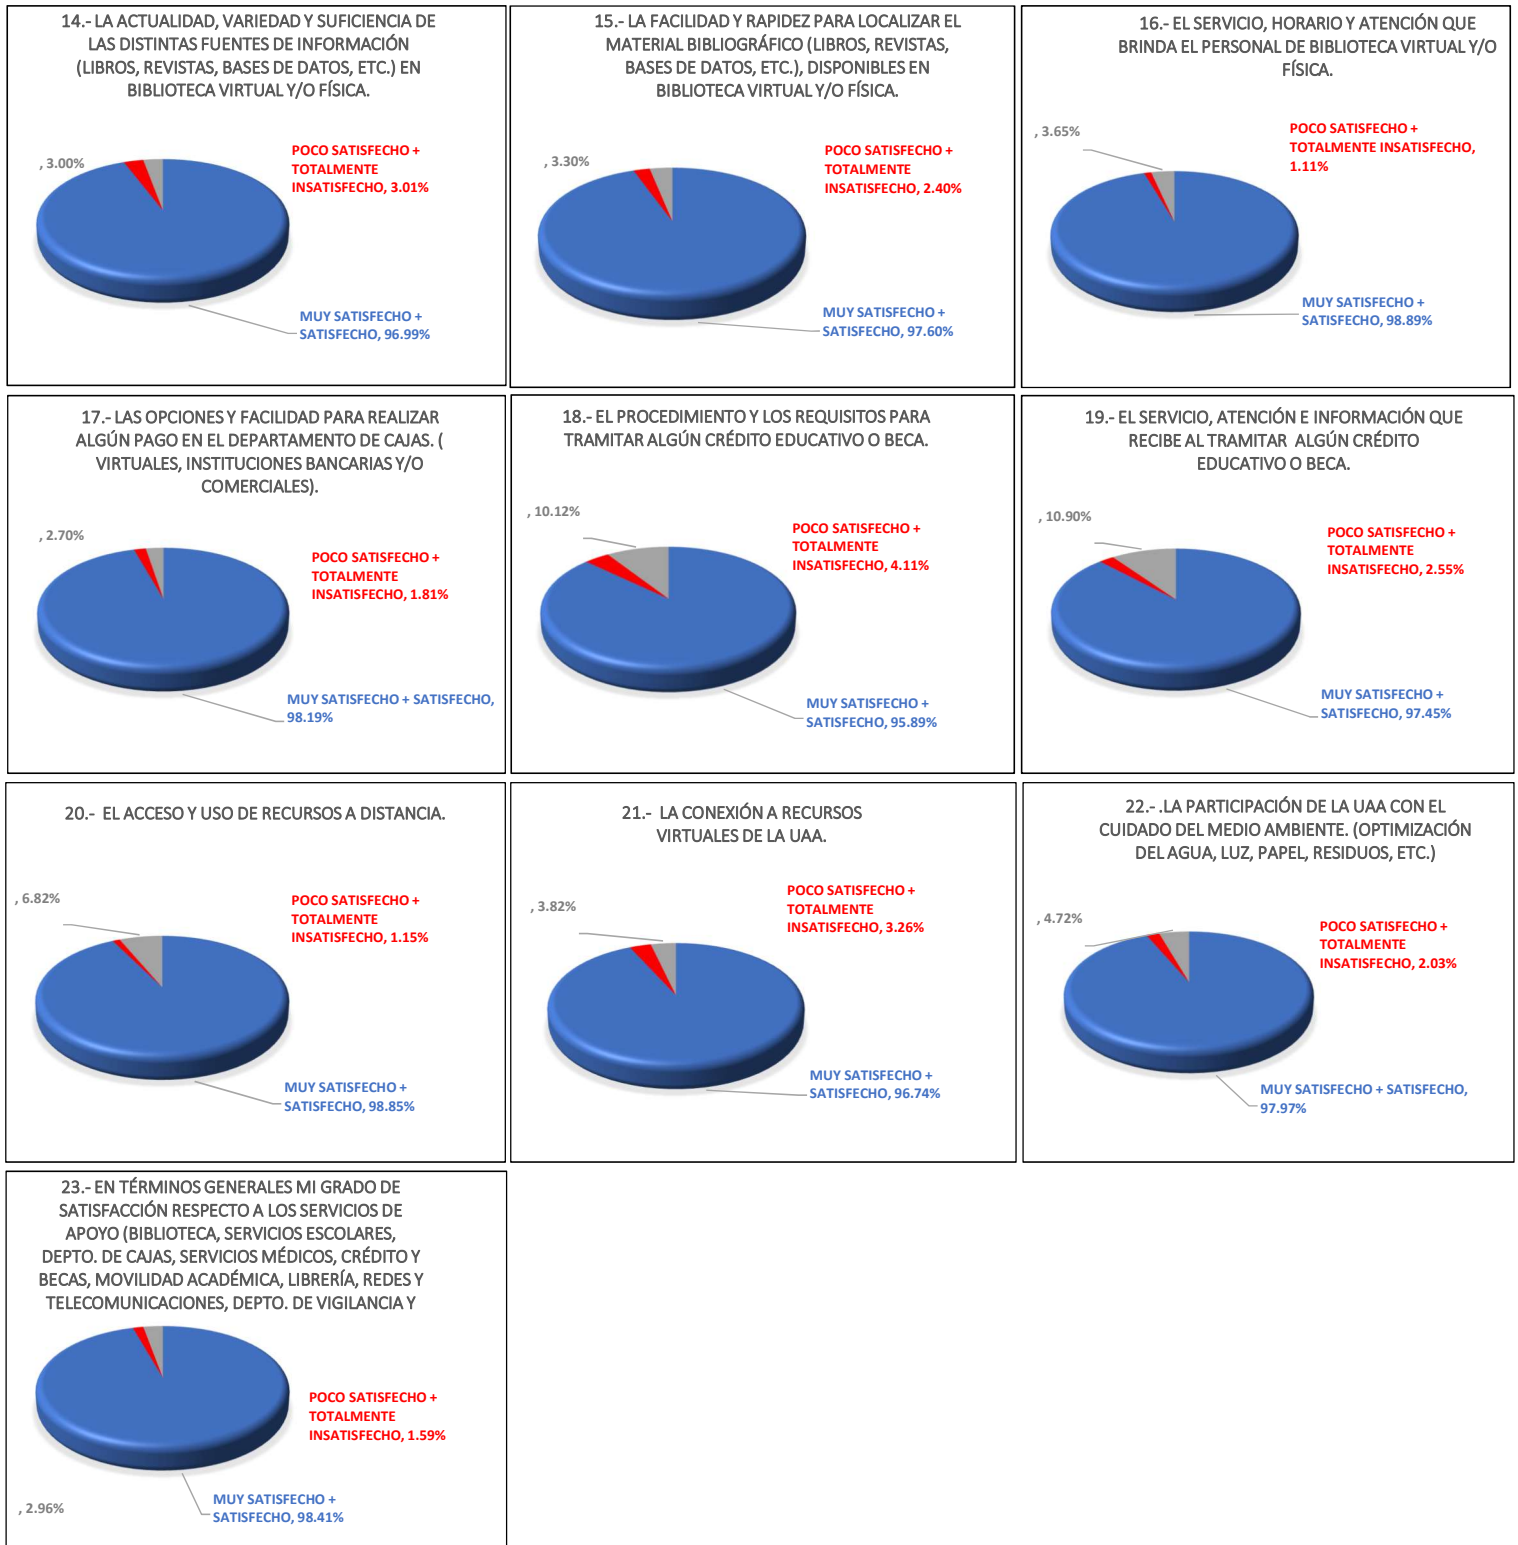 14.- LA ACTUALIDAD, VARIEDAD Y SUFICIENCIA DE
LAS DISTINTAS FUENTES DE INFORMACIÓN
(LIBROS, REVISTAS, BASES DE DATOS, ETC.) EN
BIBLIOTECA VIRTUAL Y/O FÍSICA.
, 3.00%
POCO SATISFECHO +
TOTALMENTE
INSATISFECHO, 3.01%
MUY SATISFECHO +
SATISFECHO, 96.99%
15.- LA FACILIDAD Y RAPIDEZ PARA LOCALIZAR EL
MATERIAL BIBLIOGRÁFICO (LIBROS, REVISTAS,
BASES DE DATOS, ETC.), DISPONIBLES EN
BIBLIOTECA VIRTUAL Y/O FÍSICA.
, 3.30%
POCO SATISFECHO +
TOTALMENTE
INSATISFECHO, 2.40%
MUY SATISFECHO +
SATISFECHO, 97.60%
16.- EL SERVICIO, HORARIO Y ATENCIÓN QUE
BRINDA EL PERSONAL DE BIBLIOTECA VIRTUAL Y/O
FÍSICA.
, 3.65%
POCO SATISFECHO +
TOTALMENTE INSATISFECHO,
1.11%
MUY SATISFECHO +
SATISFECHO, 98.89%
17.- LAS OPCIONES Y FACILIDAD PARA REALIZAR
ALGÚN PAGO EN EL DEPARTAMENTO DE CAJAS. (
VIRTUALES, INSTITUCIONES BANCARIAS Y/O
COMERCIALES).
, 2.70%
POCO SATISFECHO +
TOTALMENTE
INSATISFECHO, 1.81%
MUY SATISFECHO + SATISFECHO,
98.19%
18.- EL PROCEDIMIENTO Y LOS REQUISITOS PARA
TRAMITAR ALGÚN CRÉDITO EDUCATIVO O BECA.
, 10.12%
POCO SATISFECHO +
TOTALMENTE
INSATISFECHO, 4.11%
MUY SATISFECHO +
SATISFECHO, 95.89%
19.- EL SERVICIO, ATENCIÓN E INFORMACIÓN QUE
RECIBE AL TRAMITAR  ALGÚN CRÉDITO
EDUCATIVO O BECA.
, 10.90%
POCO SATISFECHO +
TOTALMENTE
INSATISFECHO, 2.55%
MUY SATISFECHO +
SATISFECHO, 97.45%
20.-  EL ACCESO Y USO DE RECURSOS A DISTANCIA.
, 6.82%
POCO SATISFECHO +
TOTALMENTE
INSATISFECHO, 1.15%
MUY SATISFECHO +
SATISFECHO, 98.85%
21.-  LA CONEXIÓN A RECURSOS
VIRTUALES DE LA UAA.
, 3.82%
POCO SATISFECHO +
TOTALMENTE
INSATISFECHO, 3.26%
MUY SATISFECHO +
SATISFECHO, 96.74%
22.- .LA PARTICIPACIÓN DE LA UAA CON EL
CUIDADO DEL MEDIO AMBIENTE. (OPTIMIZACIÓN
DEL AGUA, LUZ, PAPEL, RESIDUOS, ETC.)
, 4.72%
POCO SATISFECHO +
TOTALMENTE
INSATISFECHO, 2.03%
MUY SATISFECHO + SATISFECHO,
97.97%
23.- EN TÉRMINOS GENERALES MI GRADO DE
SATISFACCIÓN RESPECTO A LOS SERVICIOS DE
APOYO (BIBLIOTECA, SERVICIOS ESCOLARES,
DEPTO. DE CAJAS, SERVICIOS MÉDICOS, CRÉDITO Y
BECAS, MOVILIDAD ACADÉMICA, LIBRERÍA, REDES Y
TELECOMUNICACIONES, DEPTO. DE VIGILANCIA Y
POCO SATISFECHO +
TOTALMENTE
INSATISFECHO, 1.59%
MUY SATISFECHO +
SATISFECHO, 98.41%
, 2.96%